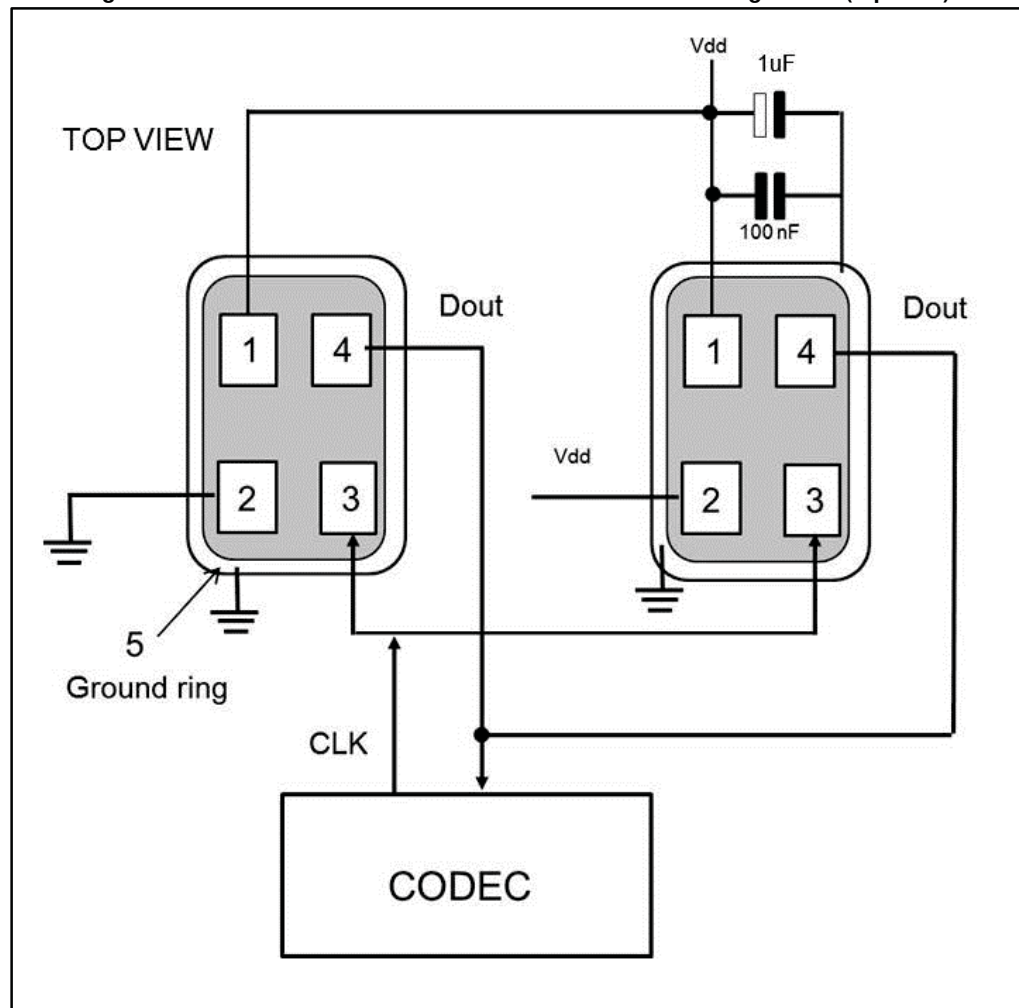 Vdd
1uF
TOP VIEW
100 nF
Dout
Dout
1
4
1
4
Vdd
2
3
2
3
5
Ground ring
CLK
CODEC